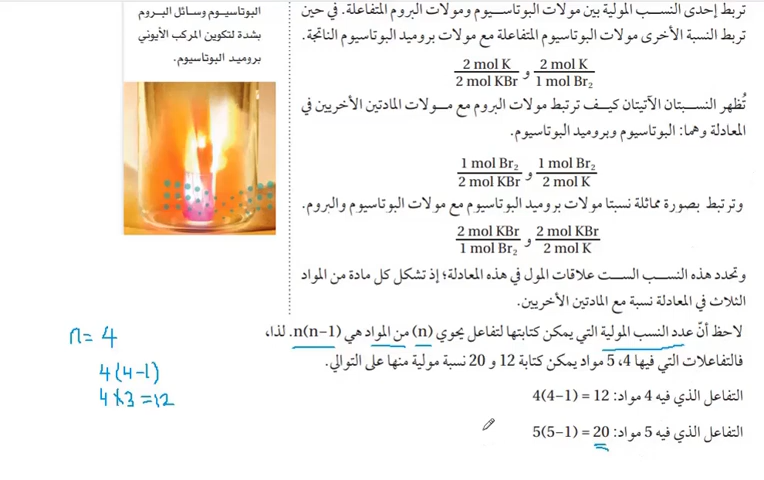 تربط إحدى النسب المولية بين مولات البوتاسيوم ومولات البروم المتفاعلة. في حين
تربط النسبة الأخرى مولات البوتاسيوم المتفاعلة مع مولات بروميد البوتاسيوم الناتجة.
2 mol K / 1 mol Br₂ و 2 mol K / 2 mol KBr
تُظهر النسبتان الآتيتان كيف ترتبط مولات البروم مع مولات المادتين الأخريين في
المعادلة وهما: البوتاسيوم وبروميد البوتاسيوم.
1 mol Br₂ / 2 mol K و 1 mol Br₂ / 2 mol KBr
وترتبط بصورة مماثلة نسبتا مولات بروميد البوتاسيوم مع مولات البوتاسيوم والبروم.
2 mol KBr / 2 mol K و 2 mol KBr / 1 mol Br₂
وتحدد هذه النسب الست علاقات المول في هذه المعادلة؛ إذ تشكل كل مادة من المواد
الثلاث في المعادلة نسبة مع المادتين الأخريين.
لاحظ أنّ عدد النسب المولية التي يمكن كتابتها لتفاعل يحوي (n) من المواد هي n(n−1). لذا،
فالتفاعلات التي فيها 4، 5 مواد يمكن كتابة 12 و 20 نسبة مولية منها على التوالي.
التفاعل الذي فيه 4 مواد: 4(4−1) = 12
التفاعل الذي فيه 5 مواد: 5(5−1) = 20
البوتاسيوم وسائل البروم
بشدة لتكوين المركب الأيوني
بروميد البوتاسيوم.
n= 4
4(4-1)
4×3=12